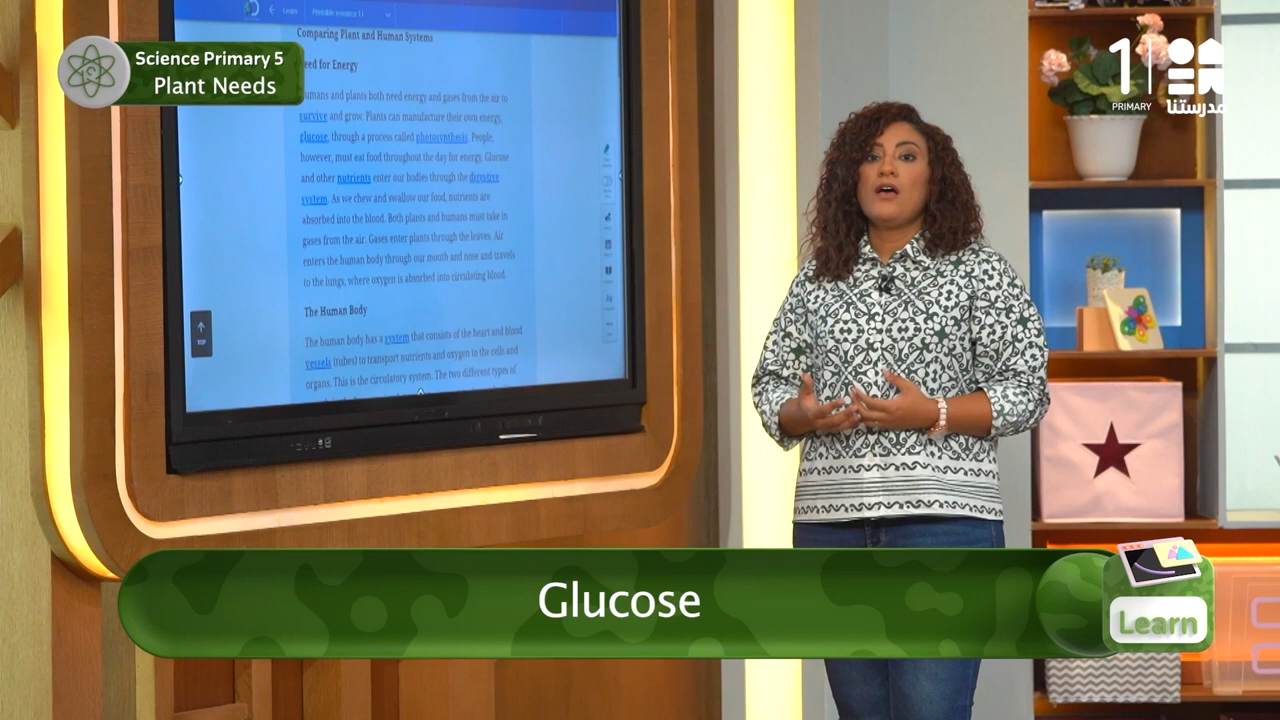 Learn
Printable resource 11
Comparing Plant and Human Systems
eed for Energy
umans and plants both need energy and gases from the air to
survive and grow. Plants can manufacture their own energy,
glucose, through a process called photosynthesis. People,
however, must eat food throughout the day for energy. Glucose
and other nutrients enter our bodies through the digestive
system. As we chew and swallow our food, nutrients are
absorbed into the blood. Both plants and humans must take in
gases from the air. Gases enter plants through the leaves. Air
enters the human body through our mouth and nose and travels
to the lungs, where oxygen is absorbed into circulating blood.
The Human Body
The human body has a system that consists of the heart and blood
vessels (tubes) to transport nutrients and oxygen to the cells and
organs. This is the circulatory system. The two different types of
TOP
Science Primary 5
Plant Needs
1
PRIMARY
مدرستنا
Glucose
Learn